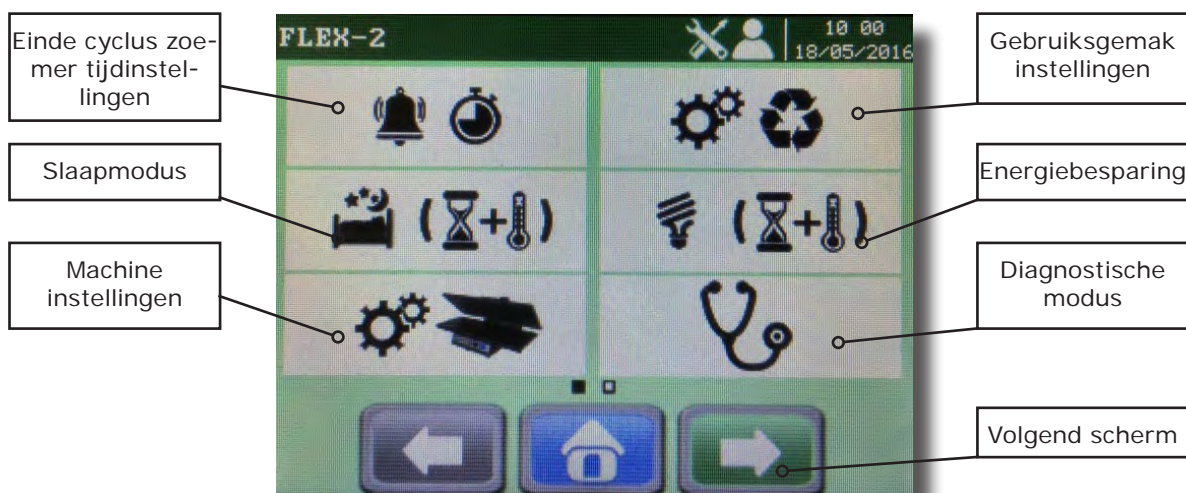 Einde cyclus zoe-
mer tijdinstel-
lingen
Slaapmodus
Machine
instellingen
FLEX-2
10 00
18/05/2016
( + )
( + )
Gebruiksgemak
instellingen
Energiebesparing
Diagnostische
modus
Volgend scherm